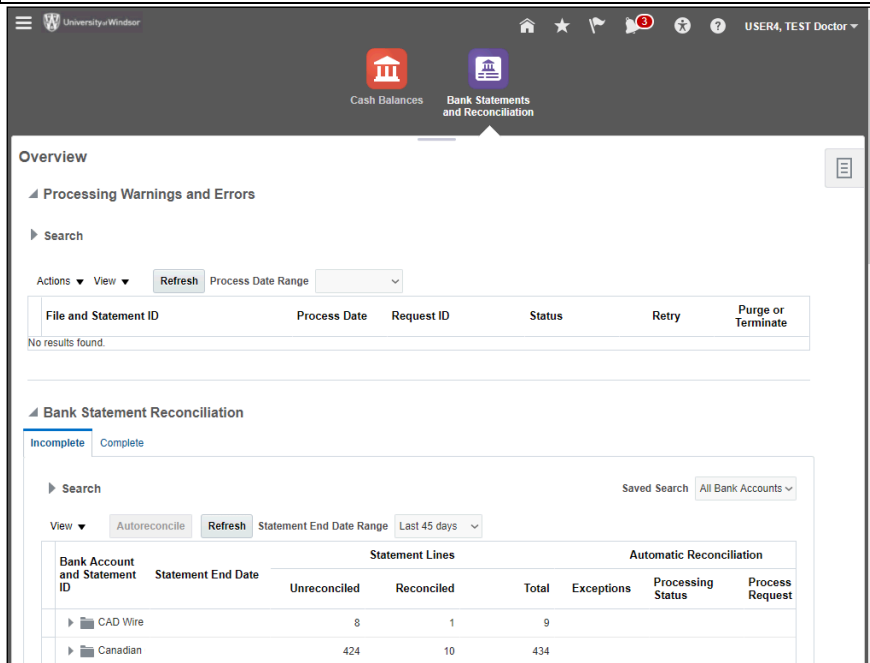 University of Windsor
3
USER4, TEST Doctor
Cash Balances
Bank Statements
and Reconciliation
Overview
Processing Warnings and Errors
Search
Actions View Refresh Process Date Range
File and Statement ID Process Date Request ID Status Retry Purge or
Terminate
No results found.
Bank Statement Reconciliation
Incomplete Complete
Search Saved Search All Bank Accounts
View Autoreconcile Refresh Statement End Date Range Last 45 days
Statement Lines Automatic Reconciliation
Bank Account
and Statement
ID Statement End Date Unreconciled Reconciled Total Exceptions Processing
Status Process
Request
CAD Wire 8 1 9
Canadian 424 10 434